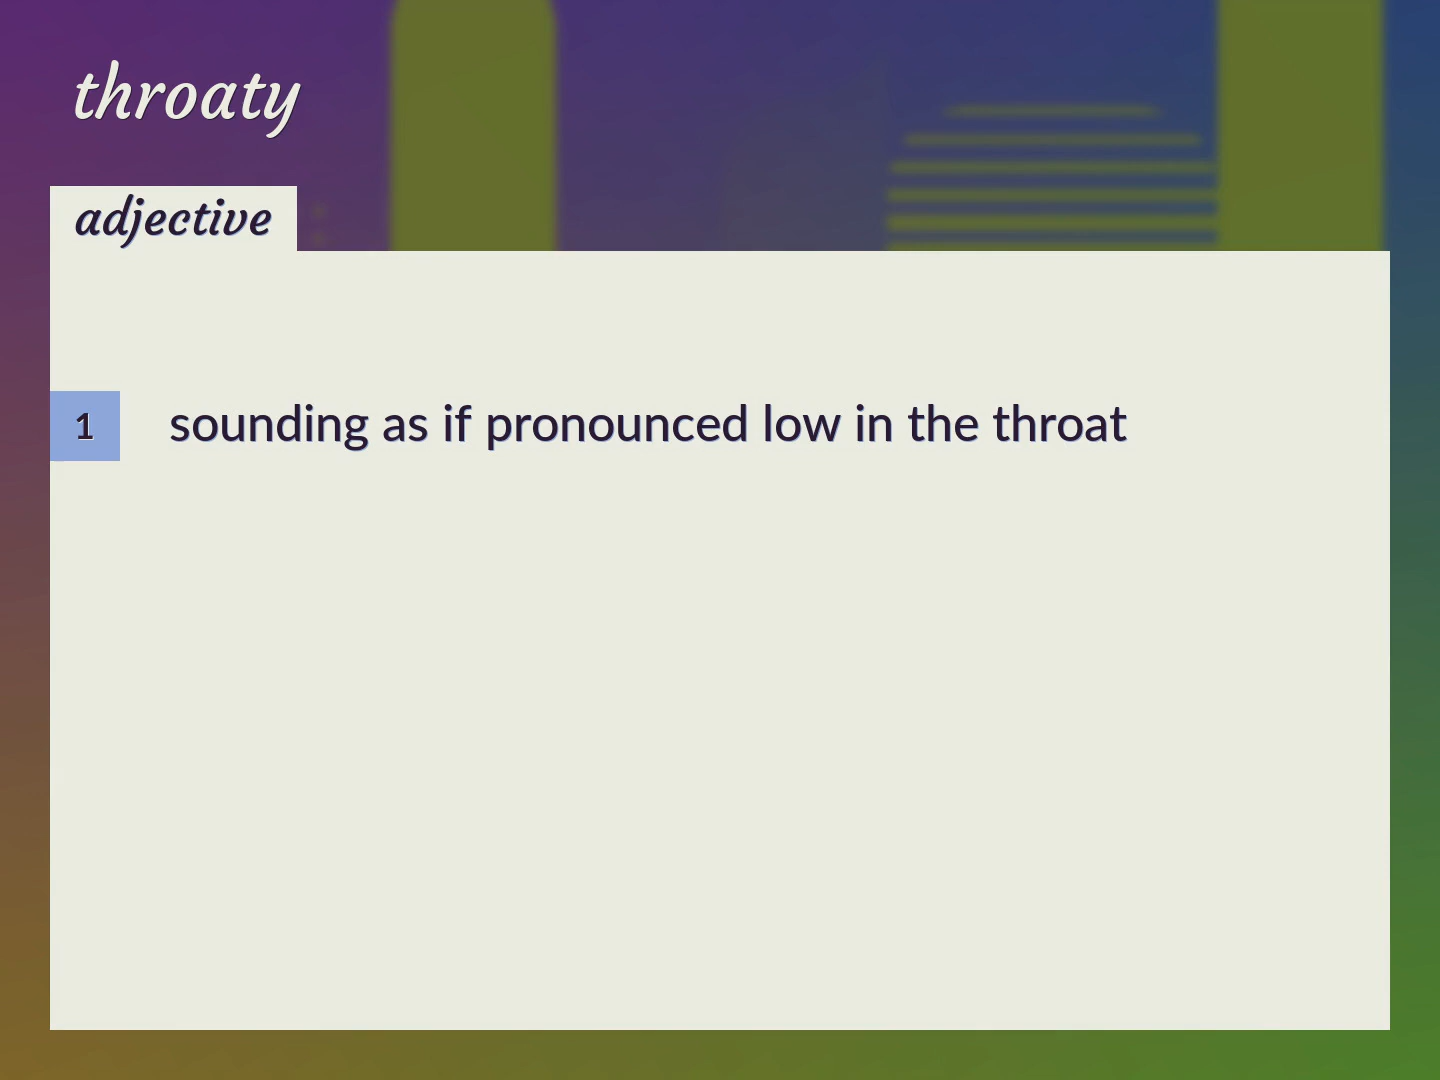 throaty
adjective
1 sounding as if pronounced low in the throat